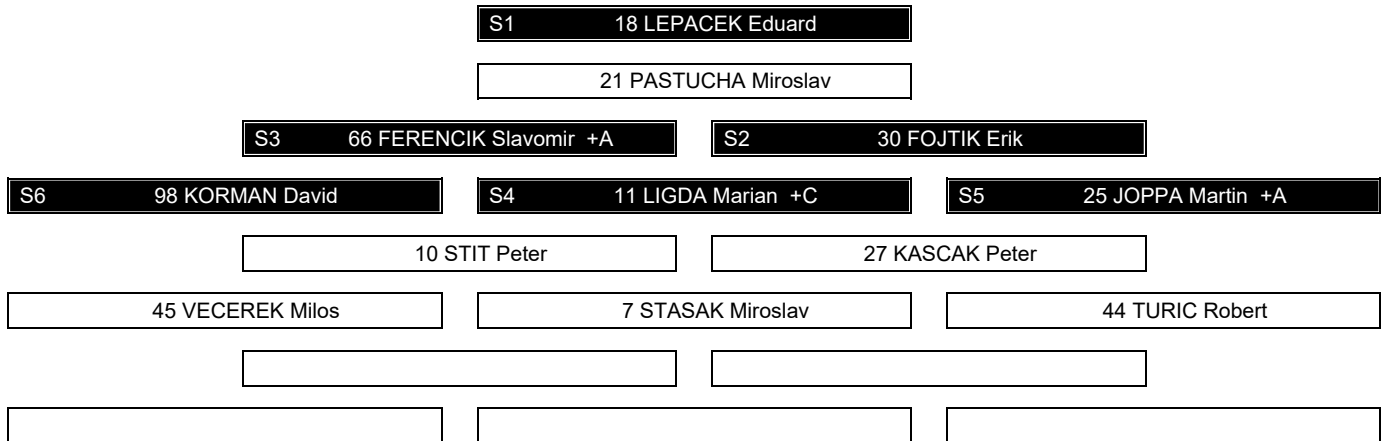 S1 18 LEPACEK Eduard
21 PASTUCHA Miroslav
S3 66 FERENCIK Slavomir +A S2 30 FOJTIK Erik
S6 98 KORMAN David S4 11 LIGDA Marian +C S5 25 JOPPA Martin +A
10 STIT Peter 27 KASCAK Peter
45 VECEREK Milos 7 STASAK Miroslav 44 TURIC Robert